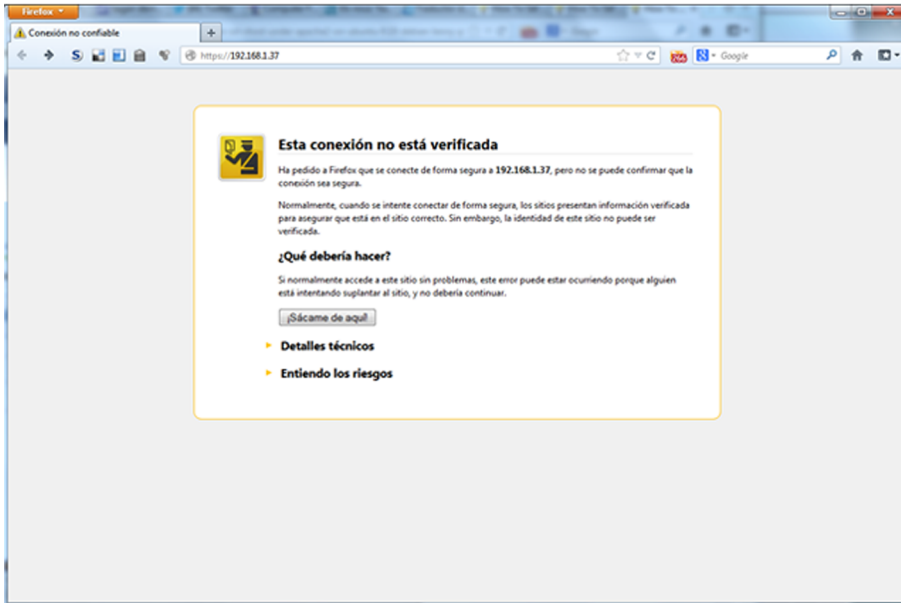 Firefox
Conexión no confiable
https://192.168.1.37
Google
Esta conexión no está verificada
Ha pedido a Firefox que se conecte de forma segura a 192.168.1.37, pero no se puede confirmar que la
conexión sea segura.
Normalmente, cuando se intente conectar de forma segura, los sitios presentan información verificada
para asegurar que está en el sitio correcto. Sin embargo, la identidad de este sitio no puede ser
verificada.
¿Qué debería hacer?
Si normalmente accede a este sitio sin problemas, este error puede estar ocurriendo porque alguien
está intentando suplantar al sitio, y no debería continuar.
¡Sácame de aquí!
Detalles técnicos
Entiendo los riesgos